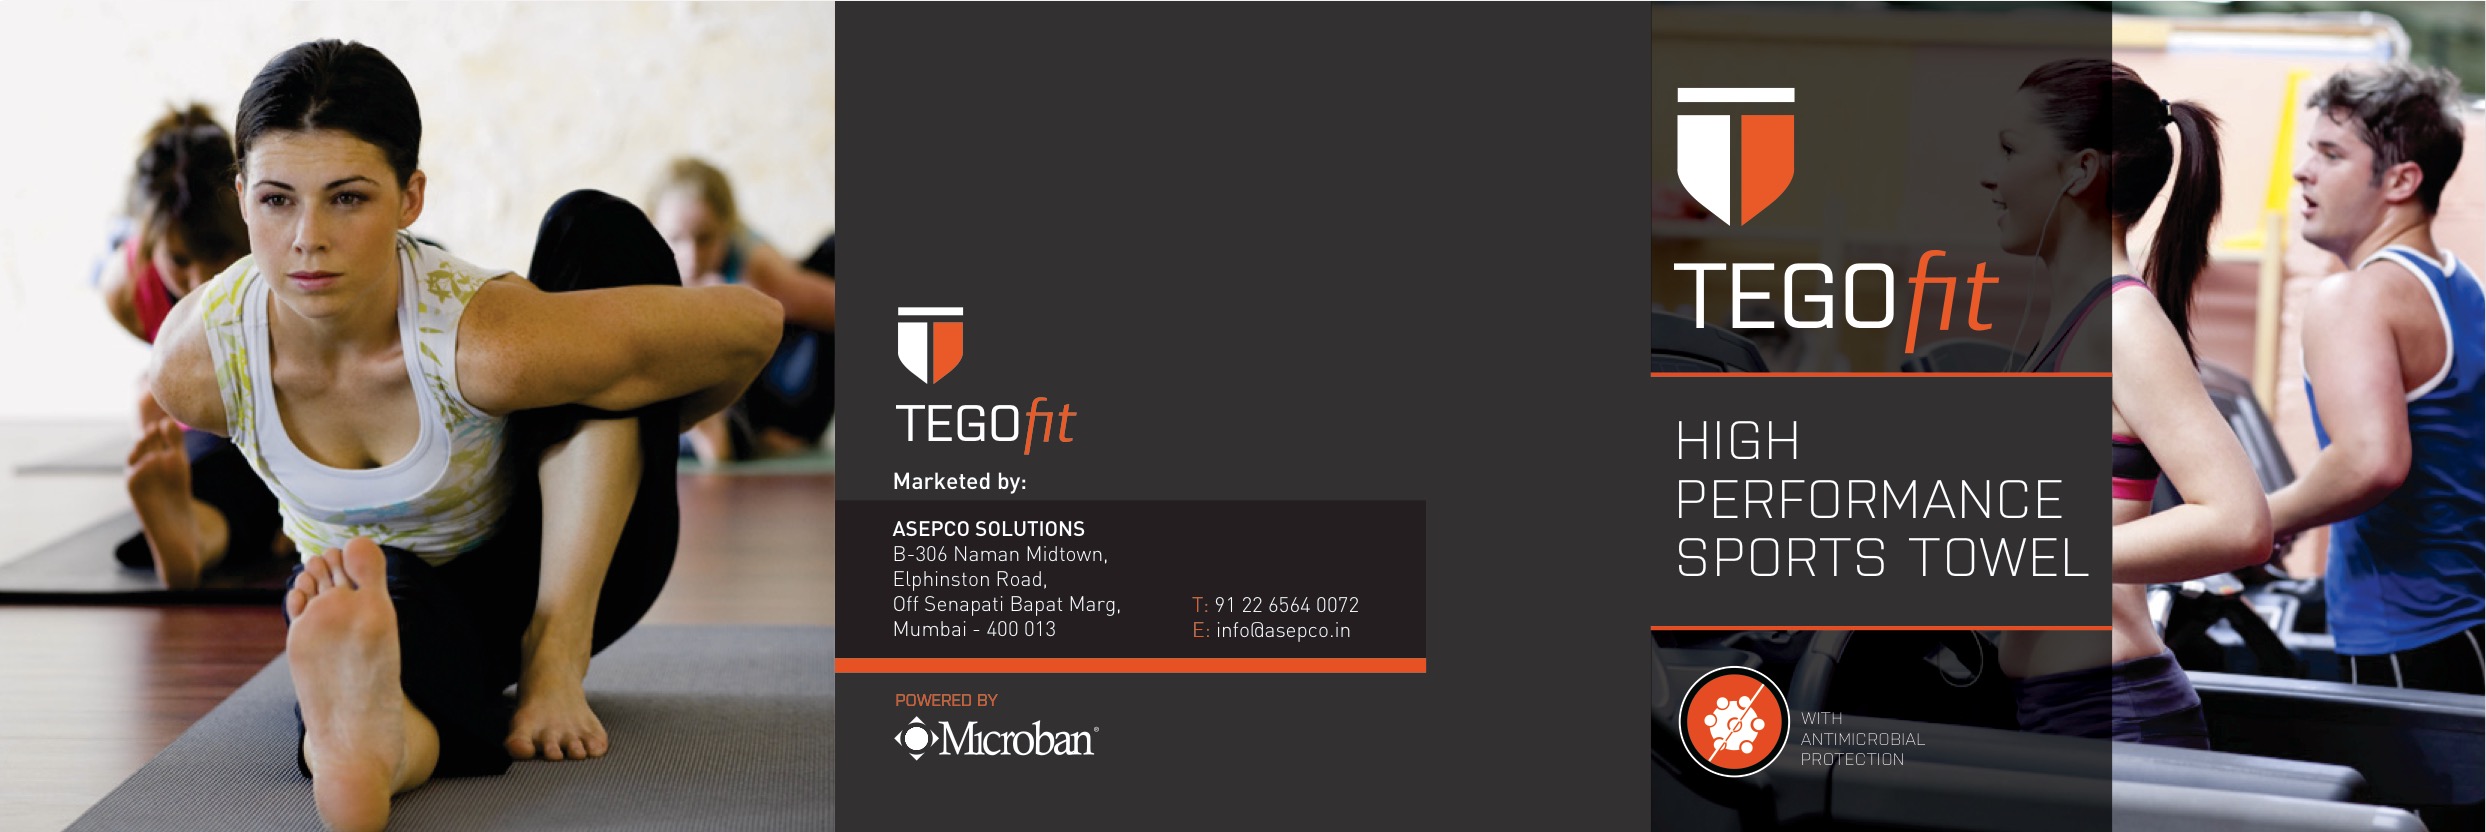 TEGOfit
Marketed by:
ASEPCO SOLUTIONS
B-306 Naman Midtown,
Elphinston Road,
Off Senapati Bapat Marg,
Mumbai - 400 013
T: 91 22 6564 0072
E: info@asepco.in
POWERED BY
Microban®
TEGOfit
HIGH
PERFORMANCE
SPORTS TOWEL
WITH
ANTIMICROBIAL
PROTECTION